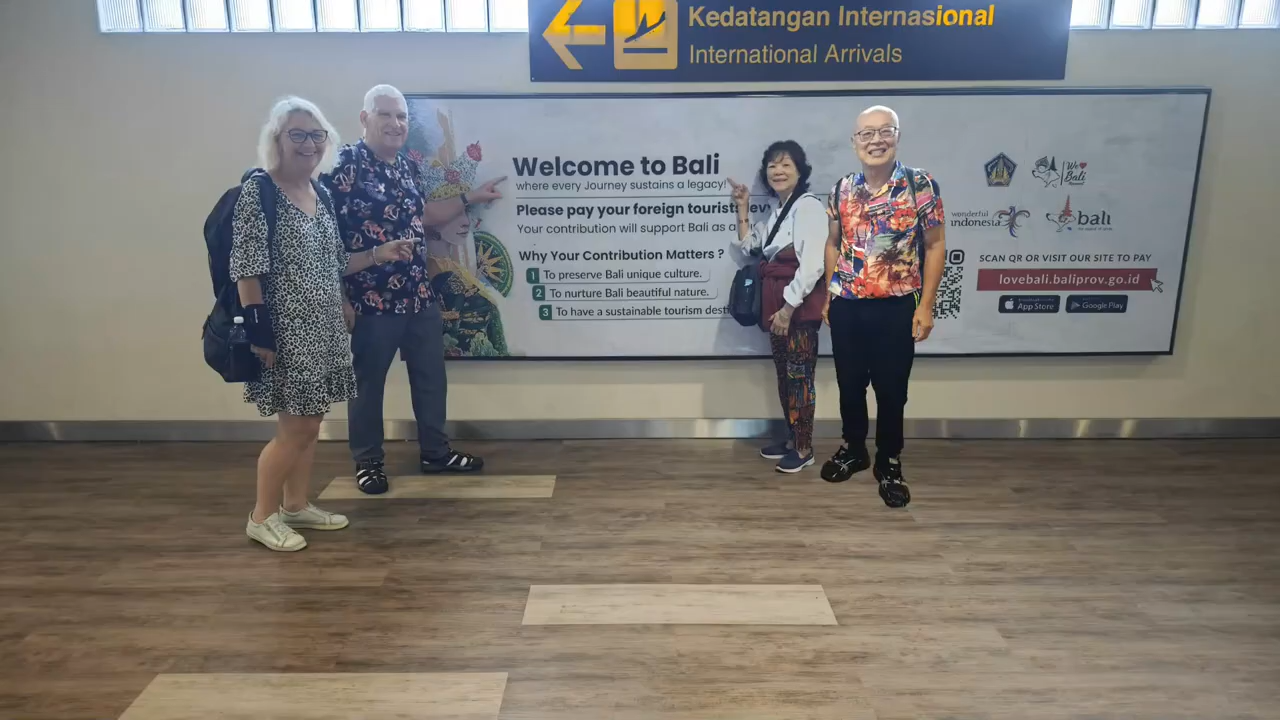 Kedatangan Internasional
International Arrivals
Welcome to Bali
where every Journey sustains a legacy!
Please pay your foreign tourist
Your contribution will support Bali as a
Why Your Contribution Matters ?
1 To preserve Bali unique culture.
2 To nurture Bali beautiful nature.
3 To have a sustainable tourism
We
Bali
wonderful
indonesia
bali
SCAN QR OR VISIT OUR SITE TO PAY
lovebali.baliprov.go.id
App Store
Google Play